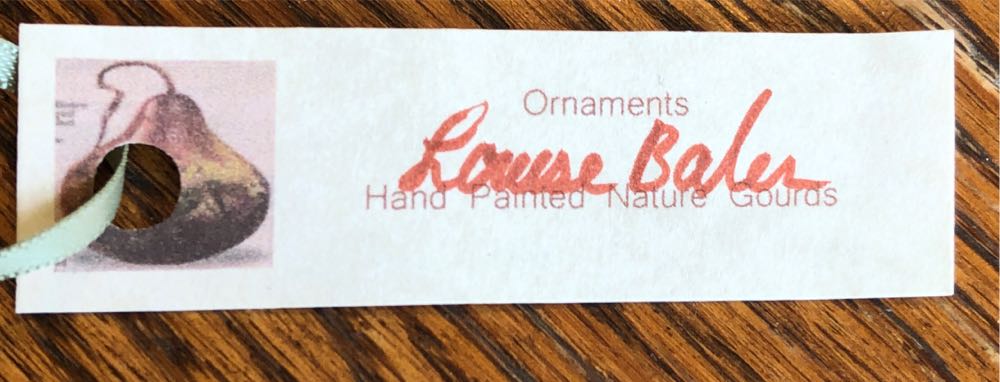 Ornaments
Louise Baler
Hand Painted Nature Gourds